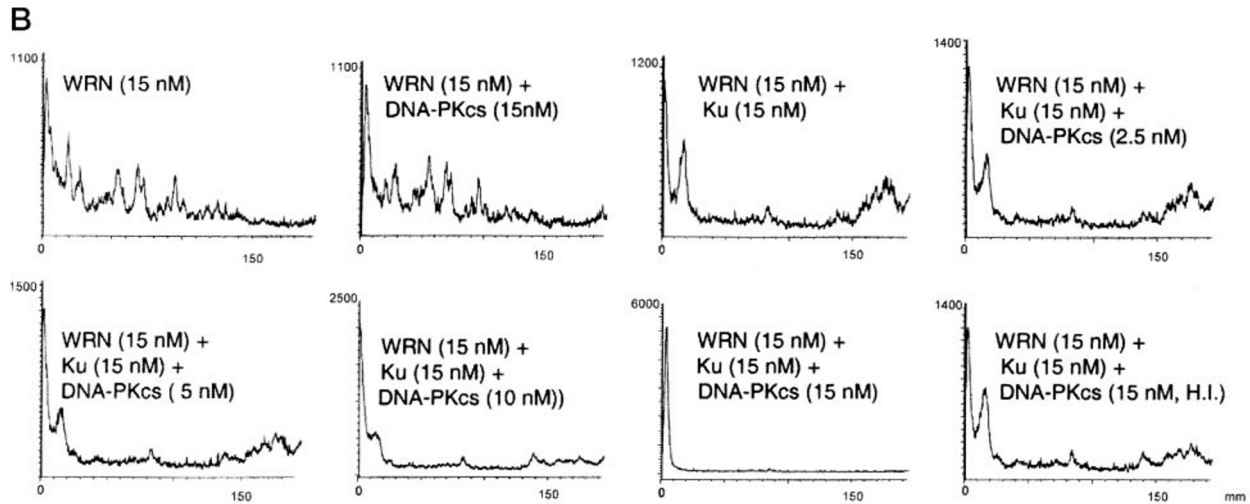 B
1100
WRN (15 nM)
0
150
1100
WRN (15 nM) +
DNA-PKcs (15nM)
0
150
1200
WRN (15 nM) +
Ku (15 nM)
0
150
1400
WRN (15 nM) +
Ku (15 nM) +
DNA-PKcs (2.5 nM)
0
150
1500
WRN (15 nM) +
Ku (15 nM) +
DNA-PKcs ( 5 nM)
0
150
2500
WRN (15 nM) +
Ku (15 nM) +
DNA-PKcs (10 nM))
0
150
6000
WRN (15 nM) +
Ku (15 nM) +
DNA-PKcs (15 nM)
0
150
1400
WRN (15 nM) +
Ku (15 nM) +
DNA-PKcs (15 nM, H.I.)
0
150
mm